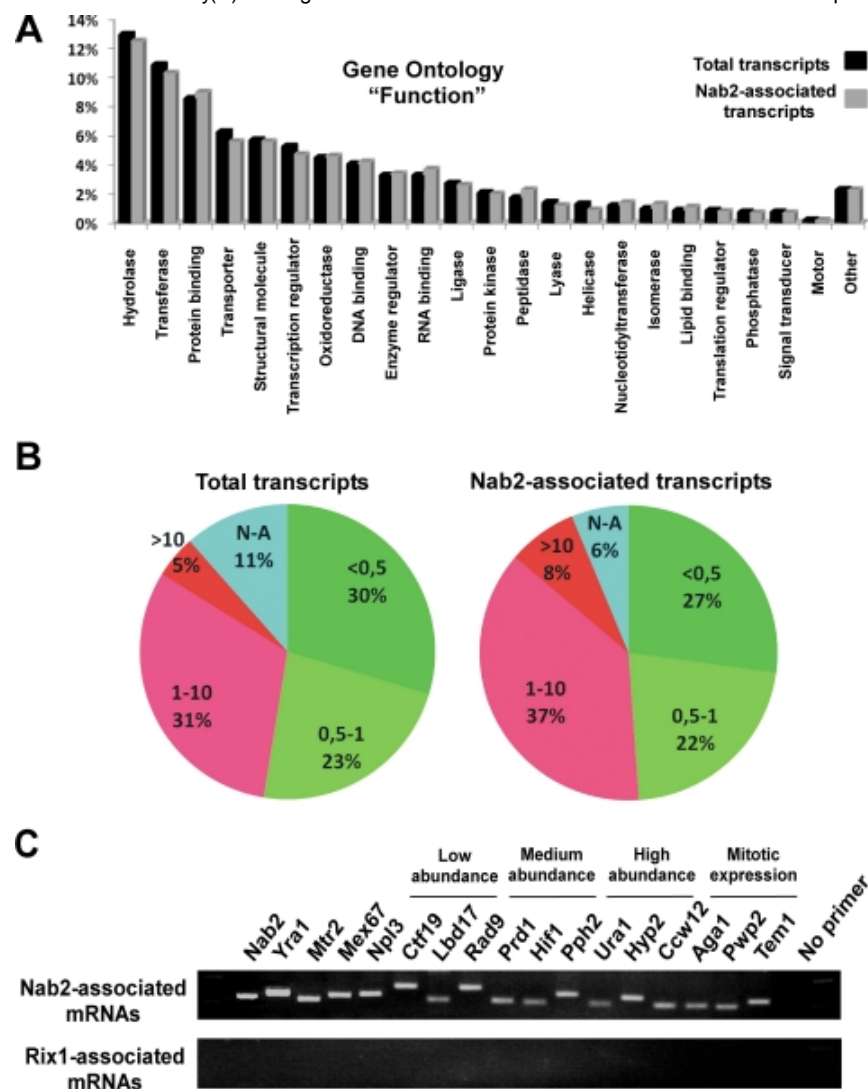 A
14%
12%
10%
8%
6%
4%
2%
0%
Gene Ontology
“Function”
Total transcripts
Nab2-associated
transcripts
Hydrolase
Transferase
Protein binding
Transporter
Structural molecule
Transcription regulator
Oxidoreductase
DNA binding
Enzyme regulator
RNA binding
Ligase
Protein kinase
Peptidase
Lyase
Helicase
Nucleotidyltransferase
Isomerase
Lipid binding
Translation regulator
Phosphatase
Signal transducer
Motor
Other
B
Total transcripts
N-A
11%
<0,5
30%
0,5-1
23%
1-10
31%
>10
5%
Nab2-associated transcripts
N-A
6%
<0,5
27%
0,5-1
22%
1-10
37%
>10
8%
C
Low
abundance
Medium
abundance
High
abundance
Mitotic
expression
Nab2
Yra1
Mtr2
Mex67
Npl3
Ctf19
Lbd17
Rad9
Prd1
Hif1
Pph2
Ura1
Hyp2
Ccw12
Aga1
Pwp2
Tem1
No primer
Nab2-associated
mRNAs
Rix1-associated
mRNAs